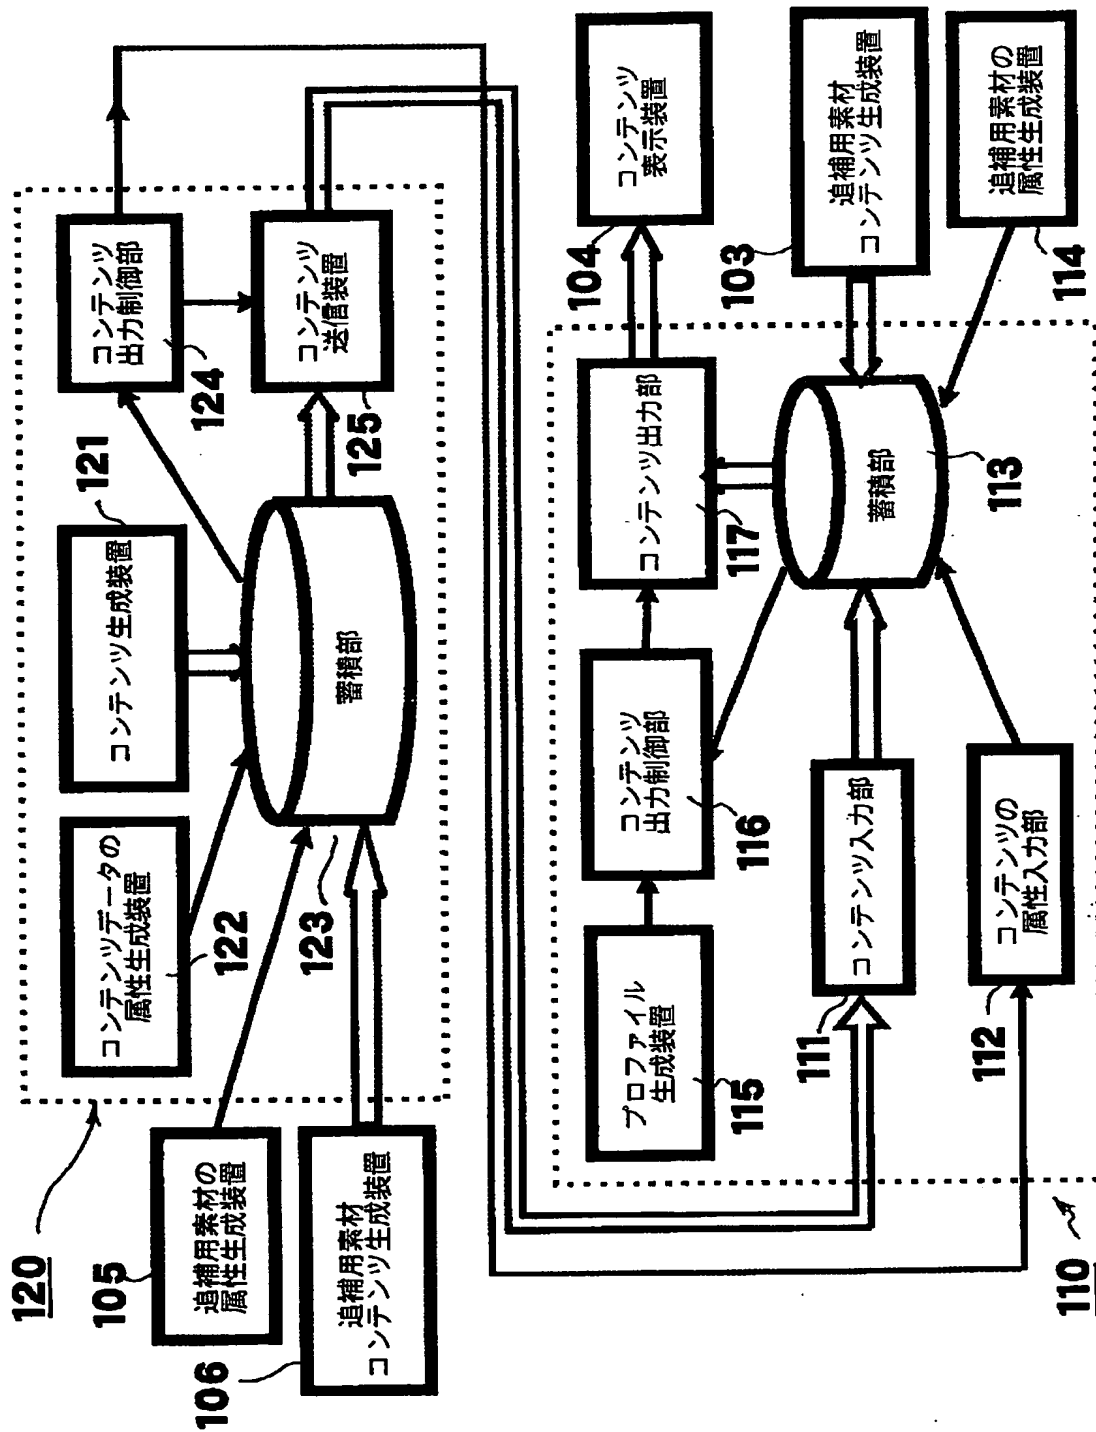 120
105
追補用素材の
属性生成装置
106
追補用素材
コンテンツ生成装置
コンテンツデータの
属性生成装置
122
コンテンツ生成装置
121
蓄積部
123
コンテンツ
出力制御部
124
コンテンツ
送信装置
125
110
プロファイル
生成装置
115
コンテンツ
出力制御部
116
コンテンツ出力部
117
コンテンツ
表示装置
104
コンテンツ入力部
111
コンテンツの
属性入力部
112
蓄積部
113
追補用素材
コンテンツ生成装置
103
追補用素材の
属性生成装置
114